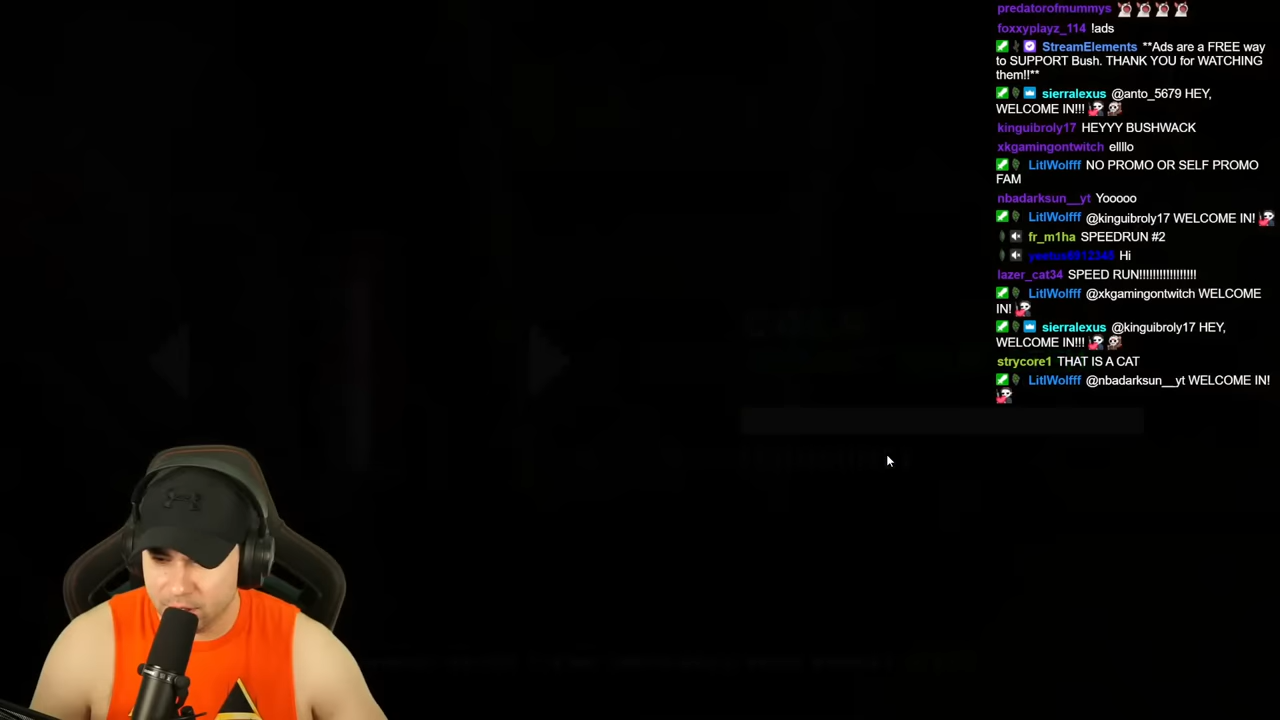 predatorofmummys
foxxyplayz_114 !ads
StreamElements **Ads are a FREE way
to SUPPORT Bush. THANK YOU for WATCHING
them!!**
sierralexus @anto_5679 HEY,
WELCOME IN!!!
kinguibroly17 HEYYY BUSHWACK
xkgamingontwitch ellllo
LitlWolfff NO PROMO OR SELF PROMO
FAM
nbadarksun__yt Yooooo
LitlWolfff @kinguibroly17 WELCOME IN!
fr_m1ha SPEEDRUN #2
Hi
lazer_cat34 SPEED RUN!!!!!!!!!!!!!!!!!
LitlWolfff @xkgamingontwitch WELCOME
IN!
sierralexus @kinguibroly17 HEY,
WELCOME IN!!!
strycore1 THAT IS A CAT
LitlWolfff @nbadarksun__yt WELCOME IN!